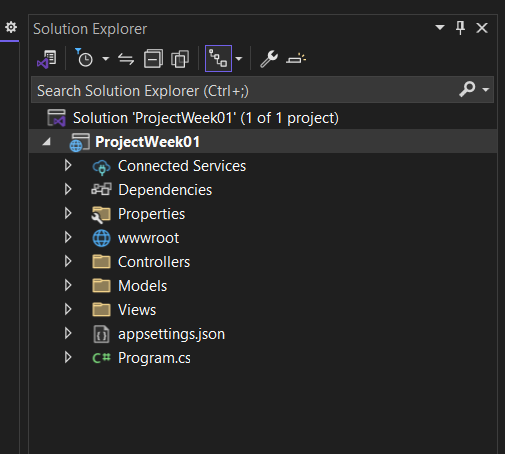 Solution Explorer
Search Solution Explorer (Ctrl+;)
Solution 'ProjectWeek01' (1 of 1 project)
ProjectWeek01
Connected Services
Dependencies
Properties
wwwroot
Controllers
Models
Views
appsettings.json
C# Program.cs